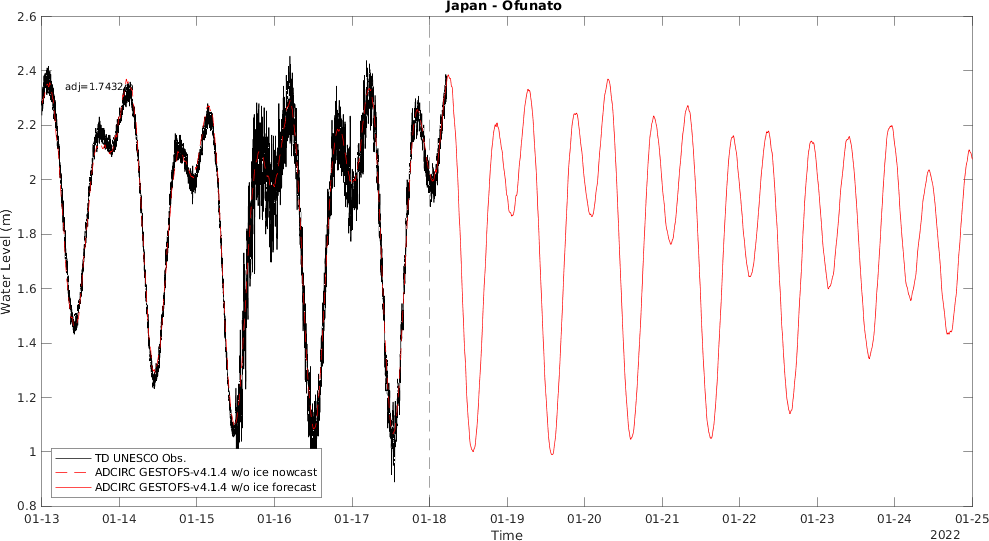 Japan - Ofunato
2.6
2.4
2.2
2
1.8
1.6
1.4
1.2
1
0.8
Water Level (m)
adj=1.7432
TD UNESCO Obs.
ADCIRC GESTOFS-v4.1.4 w/o ice nowcast
ADCIRC GESTOFS-v4.1.4 w/o ice forecast
01-13 01-14 01-15 01-16 01-17 01-18 01-19 01-20 01-21 01-22 01-23 01-24 01-25
Time
2022